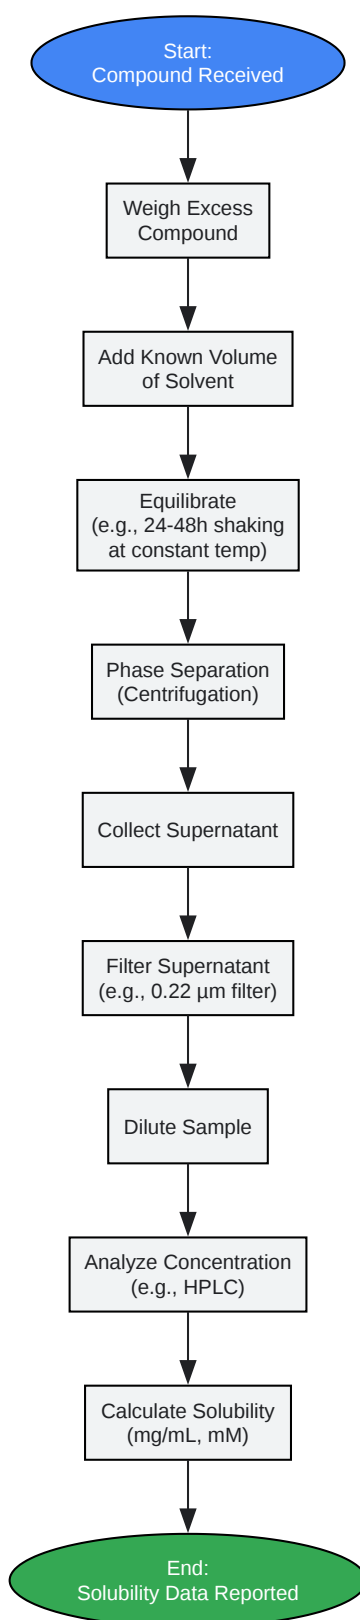 Start:
Compound Received
Weigh Excess
Compound
Add Known Volume
of Solvent
Equilibrate
(e.g., 24-48h shaking
at constant temp)
Phase Separation
(Centrifugation)
Collect Supernatant
Filter Supernatant
(e.g., 0.22 µm filter)
Dilute Sample
Analyze Concentration
(e.g., HPLC)
Calculate Solubility
(mg/mL, mM)
End:
Solubility Data Reported